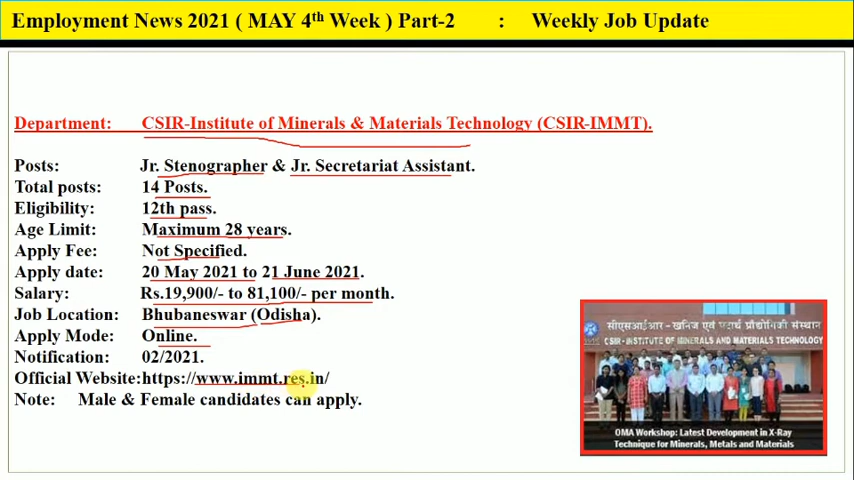 Employment News 2021 ( MAY 4th Week ) Part-2 : Weekly Job Update
Department: CSIR-Institute of Minerals & Materials Technology (CSIR-IMMT).
Posts: Jr. Stenographer & Jr. Secretariat Assistant.
Total posts: 14 Posts.
Eligibility: 12th pass.
Age Limit: Maximum 28 years.
Apply Fee: Not Specified.
Apply date: 20 May 2021 to 21 June 2021.
Salary: Rs.19,900/- to 81,100/- per month.
Job Location: Bhubaneswar (Odisha).
Apply Mode: Online.
Notification: 02/2021.
Official Website:https://www.immt.res.in/
Note: Male & Female candidates can apply.
सीएसआईआर - खनिज एवं पदार्थ प्रौद्योगिकी संस्थान
CSIR-INSTITUTE OF MINERALS AND MATERIALS TECHNOLOGY
OMA Workshop: Latest Development in X-Ray
Technique for Minerals, Metals and Materials